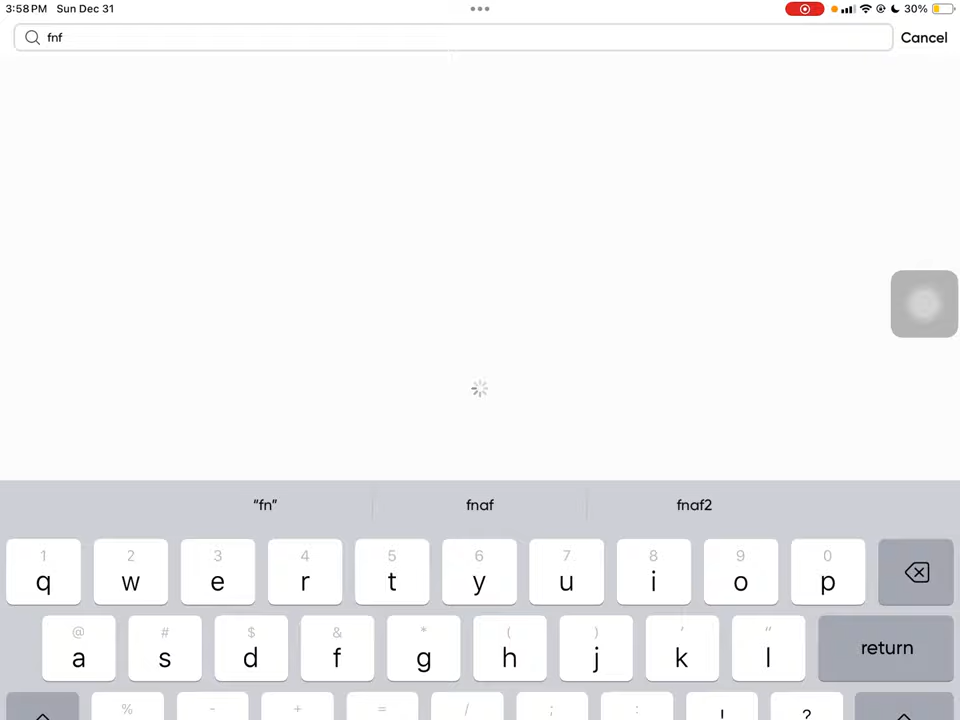 3:58 PM Sun Dec 31
30%
fnf
Cancel
“fn” fnaf fnaf2
1 2 3 4 5 6 7 8 9 0
q w e r t y u i o p
@ # $ & * ( ) ' "
a s d f g h j k l return
% - + = / ; : ! ?